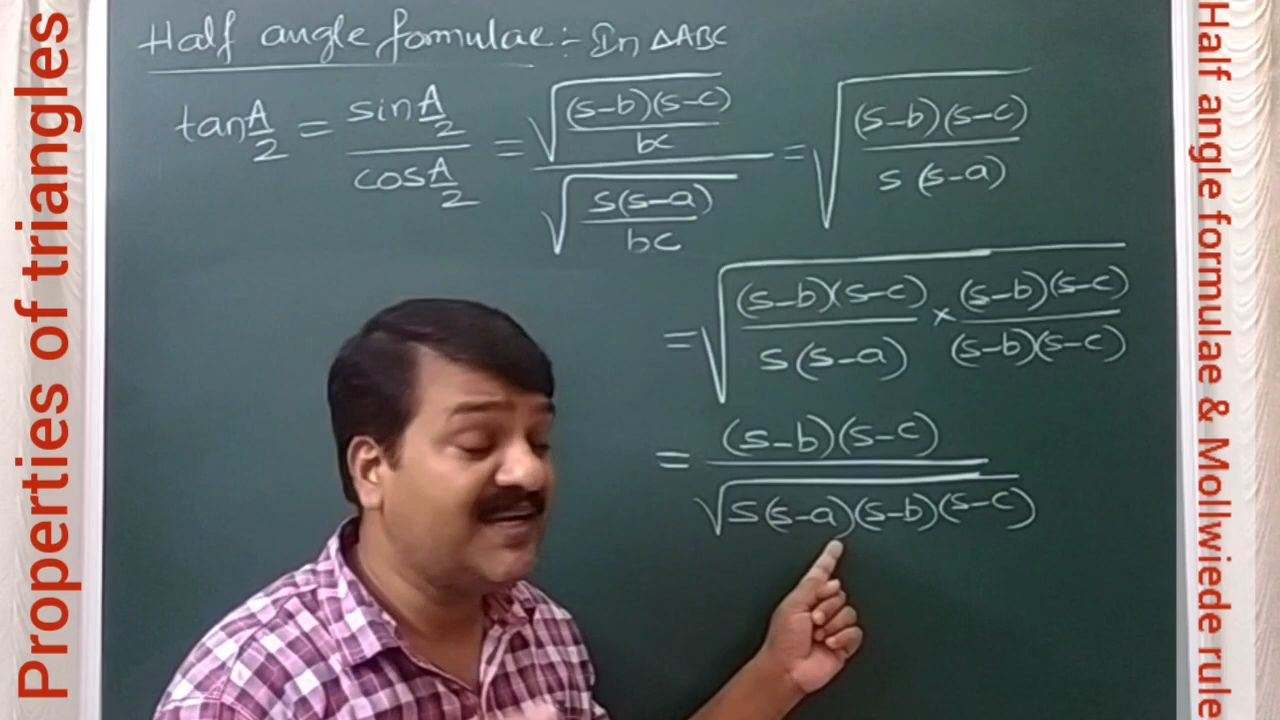 Properties of triangles
Half angle formulae :- In △ABC
tan A/2 = sin A/2 / cos A/2 = √((s-b)(s-c)/bc) / √(s(s-a)/bc) = √((s-b)(s-c)/s(s-a))
= √((s-b)(s-c)/s(s-a) × (s-b)(s-c)/(s-b)(s-c))
= (s-b)(s-c) / √(s(s-a)(s-b)(s-c))
Half angle formulae & Mollwiede rule